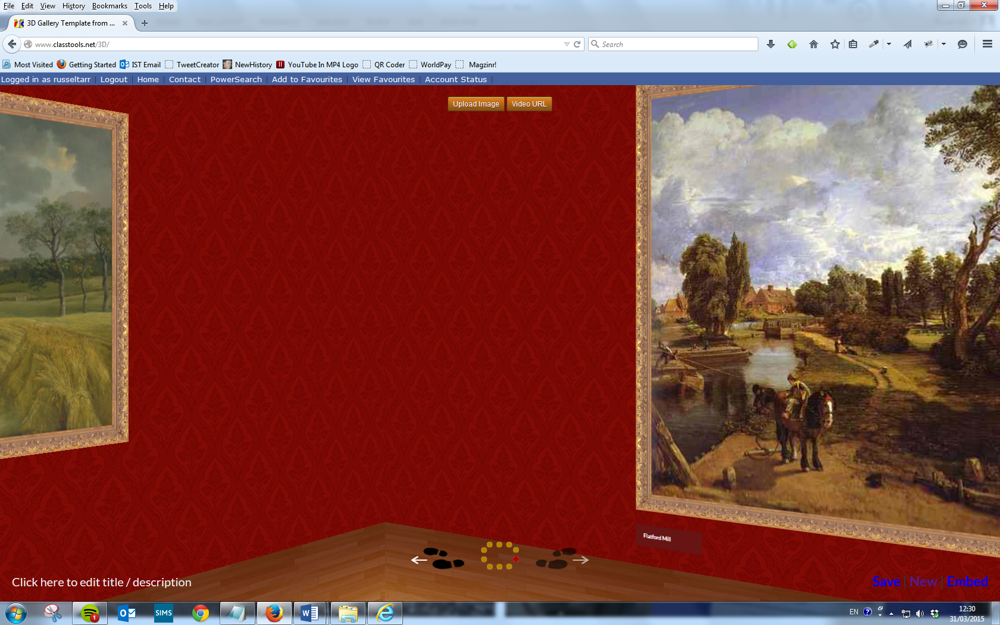 File Edit View History Bookmarks Tools Help
3D Gallery Template from ...
www.classtools.net/3D/
Search
Most Visited Getting Started IST Email TweetCreator NewHistory YouTube In MP4 Logo QR Coder WorldPay Magzinr!
Logged in as russeltarr | Logout | Home | Contact | PowerSearch | Add to Favourites | View Favourites | Account Status |
Upload Image Video URL
Flatford Mill
Click here to edit title / description
Save | New | Embed
SIMS
1
EN
12:30
31/03/2015